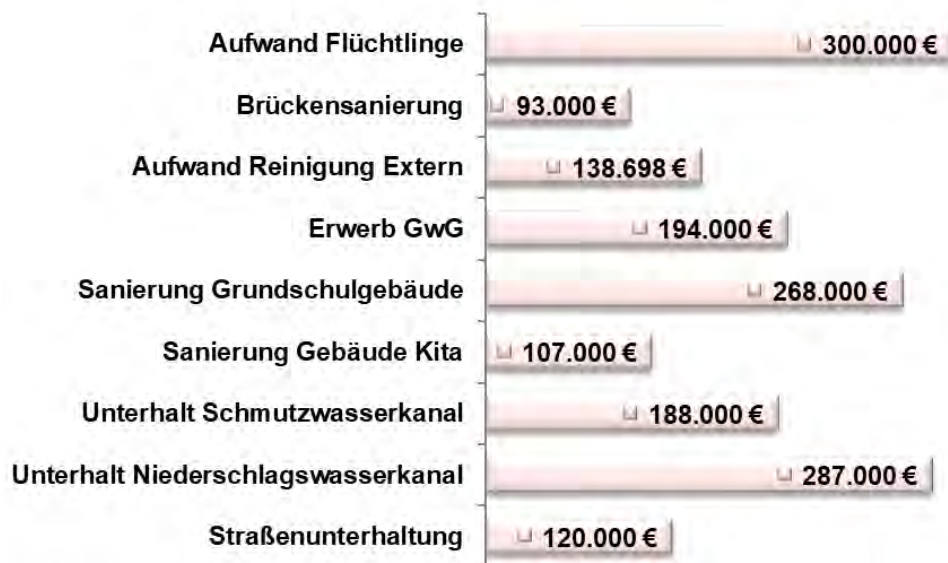 Aufwand Flüchtlinge 300.000 €
Brückensanierung 93.000 €
Aufwand Reinigung Extern 138.698 €
Erwerb GwG 194.000 €
Sanierung Grundschulgebäude 268.000 €
Sanierung Gebäude Kita 107.000 €
Unterhalt Schmutzwasserkanal 188.000 €
Unterhalt Niederschlagswasserkanal 287.000 €
Straßenunterhaltung 120.000 €